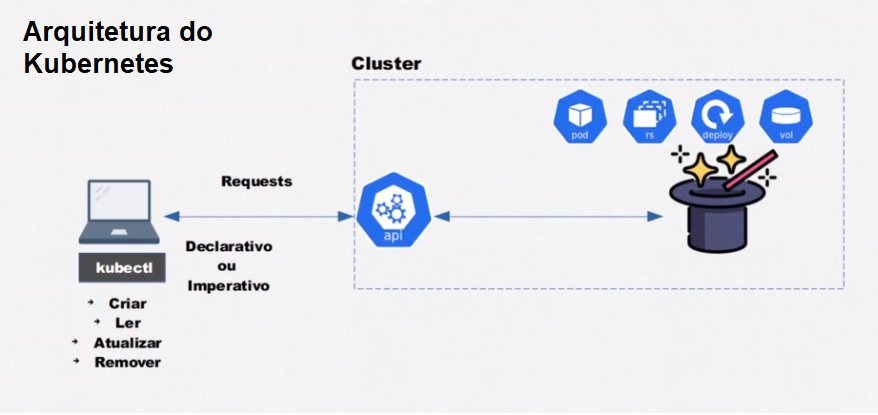 Arquitetura do
Kubernetes
Cluster
pod
rs
deploy
vol
Requests
api
Declarativo
ou
Imperativo
kubectl
➔ Criar
➔ Ler
➔ Atualizar
➔ Remover